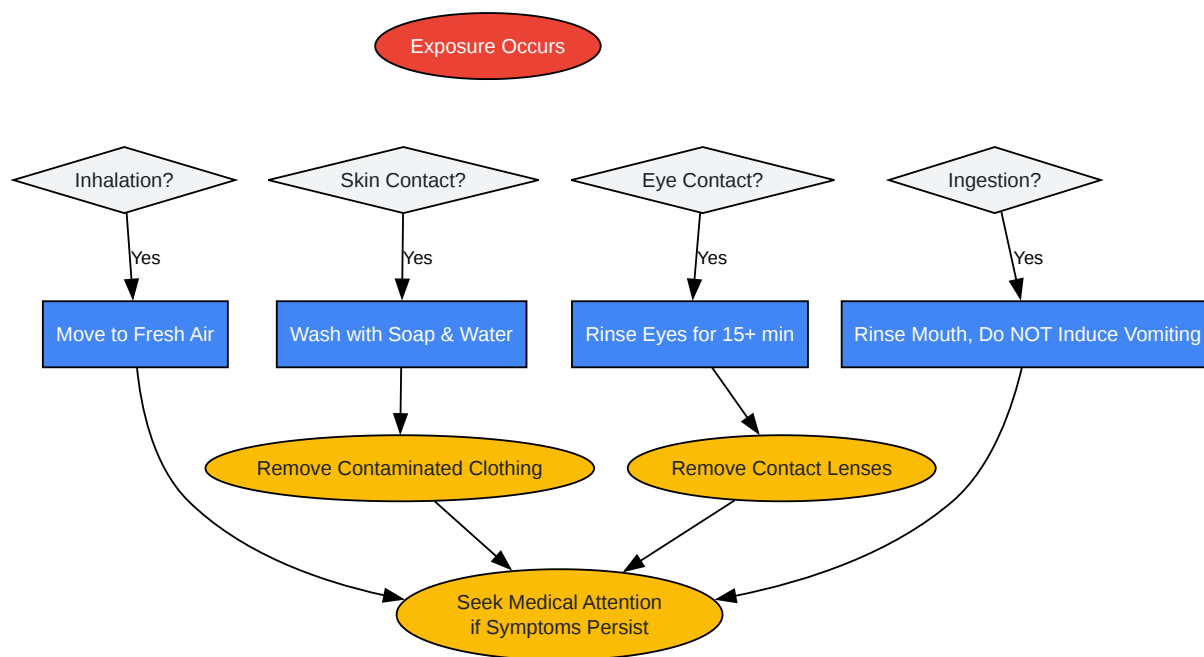 Exposure Occurs
Inhalation?
Skin Contact?
Eye Contact?
Ingestion?
Yes
Yes
Yes
Yes
Move to Fresh Air
Wash with Soap & Water
Rinse Eyes for 15+ min
Rinse Mouth, Do NOT Induce Vomiting
Remove Contaminated Clothing
Remove Contact Lenses
Seek Medical Attention
if Symptoms Persist